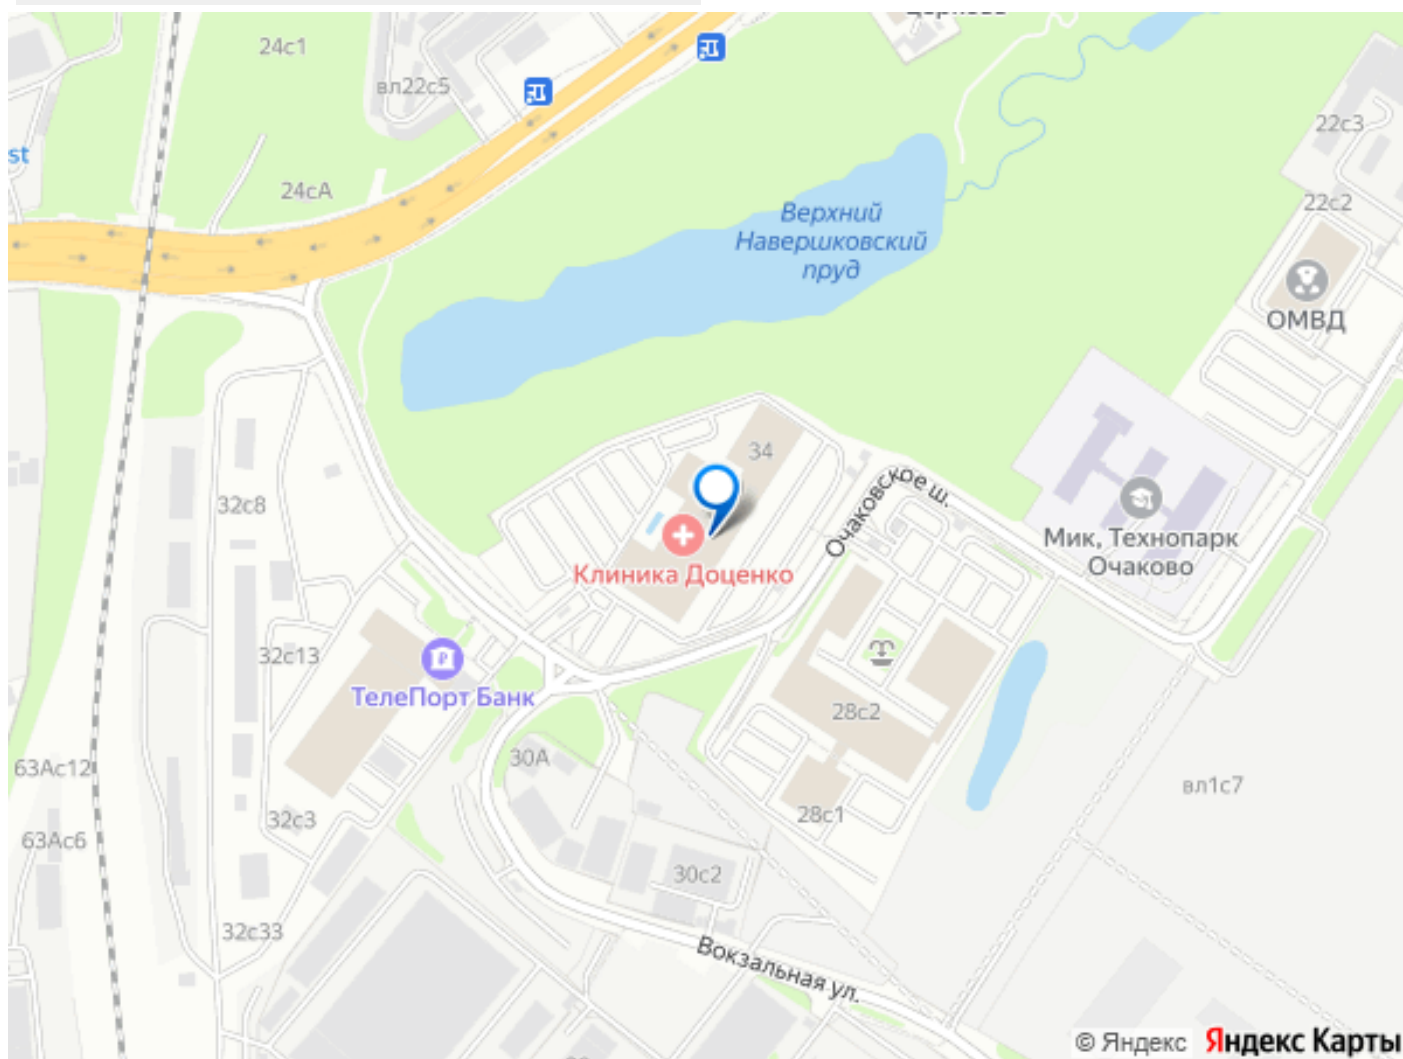 24с1
вл22с5
st
24сА
22с3
22с2
Верхний
Навершковский
пруд
ОМВД
34
Очаковское ш.
32с8
Мик, Технопарк
Очаково
Клиника Доценко
32с13
ТелеПорт Банк
28с2
30А
63Ас12
вл1с7
28с1
32с3
63Ас6
30с2
32с33
Вокзальная ул.
© Яндекс Яндекс Карты